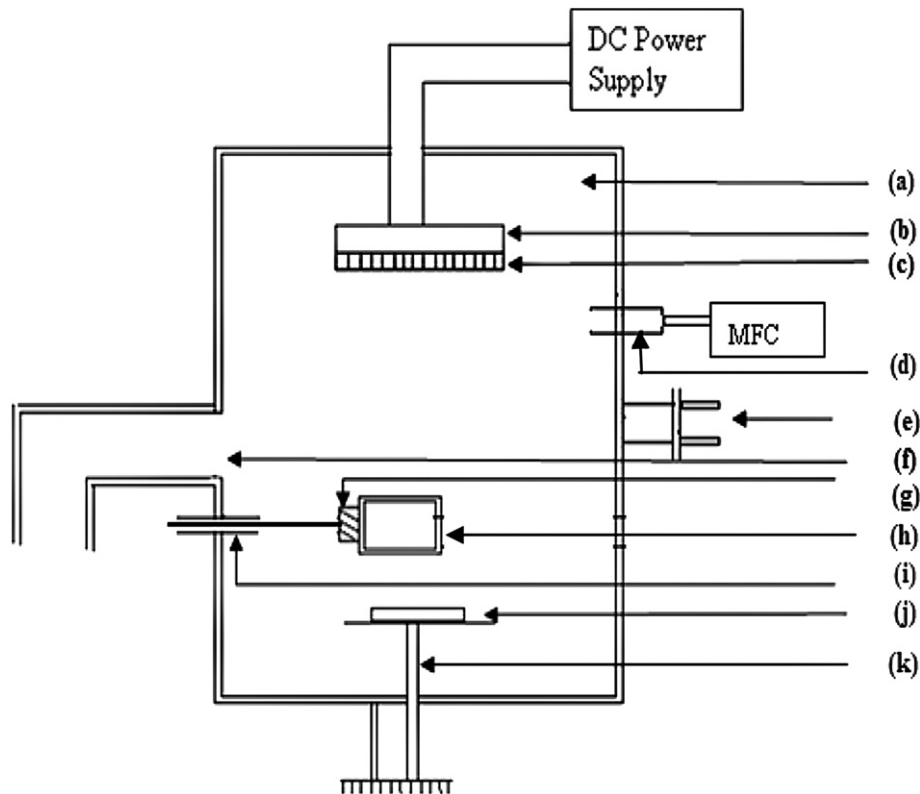 DC Power
Supply
(a)
(b)
(c)
MFC
(d)
(e)
(f)
(g)
(h)
(i)
(j)
(k)